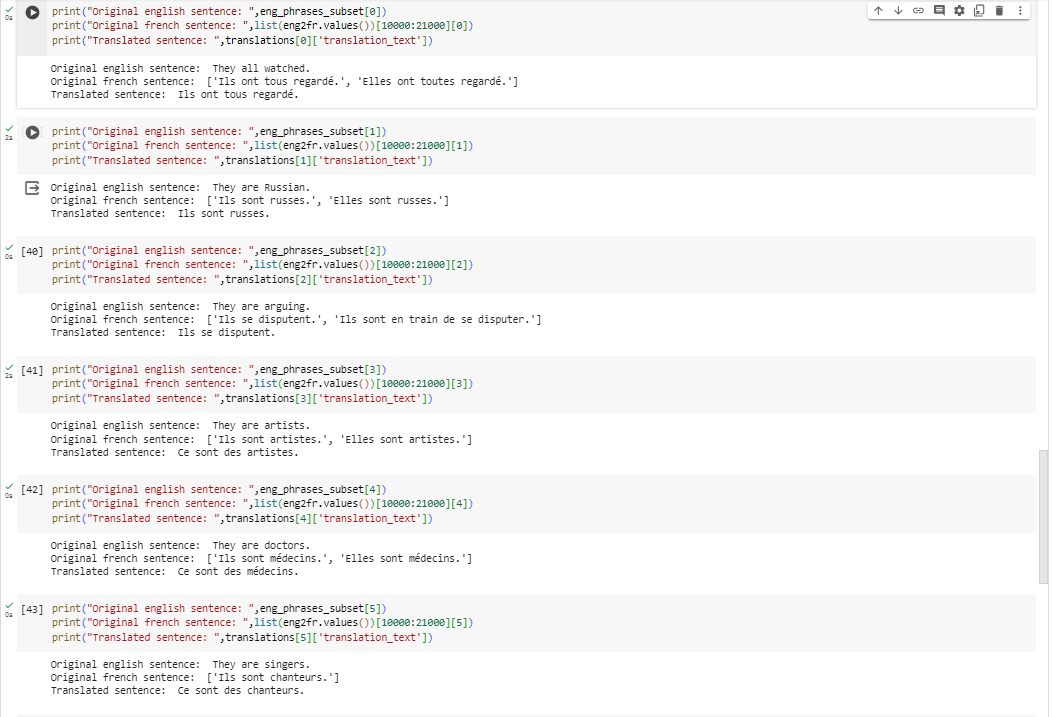 0s
print("Original english sentence: ",eng_phrases_subset[0])
print("Original french sentence: ",list(eng2fr.values())[10000:21000][0])
print("Translated sentence: ",translations[0]['translation_text'])
Original english sentence:  They all watched.
Original french sentence:  ['Ils ont tous regardé.', 'Elles ont toutes regardé.']
Translated sentence:  Ils ont tous regardé.
2s
print("Original english sentence: ",eng_phrases_subset[1])
print("Original french sentence: ",list(eng2fr.values())[10000:21000][1])
print("Translated sentence: ",translations[1]['translation_text'])
Original english sentence:  They are Russian.
Original french sentence:  ['Ils sont russes.', 'Elles sont russes.']
Translated sentence:  Ils sont russes.
0s
[40] print("Original english sentence: ",eng_phrases_subset[2])
print("Original french sentence: ",list(eng2fr.values())[10000:21000][2])
print("Translated sentence: ",translations[2]['translation_text'])
Original english sentence:  They are arguing.
Original french sentence:  ['Ils se disputent.', 'Ils sont en train de se disputer.']
Translated sentence:  Ils se disputent.
2s
[41] print("Original english sentence: ",eng_phrases_subset[3])
print("Original french sentence: ",list(eng2fr.values())[10000:21000][3])
print("Translated sentence: ",translations[3]['translation_text'])
Original english sentence:  They are artists.
Original french sentence:  ['Ils sont artistes.', 'Elles sont artistes.']
Translated sentence:  Ce sont des artistes.
0s
[42] print("Original english sentence: ",eng_phrases_subset[4])
print("Original french sentence: ",list(eng2fr.values())[10000:21000][4])
print("Translated sentence: ",translations[4]['translation_text'])
Original english sentence:  They are doctors.
Original french sentence:  ['Ils sont médecins.', 'Elles sont médecins.']
Translated sentence:  Ce sont des médecins.
0s
[43] print("Original english sentence: ",eng_phrases_subset[5])
print("Original french sentence: ",list(eng2fr.values())[10000:21000][5])
print("Translated sentence: ",translations[5]['translation_text'])
Original english sentence:  They are singers.
Original french sentence:  ['Ils sont chanteurs.']
Translated sentence:  Ce sont des chanteurs.